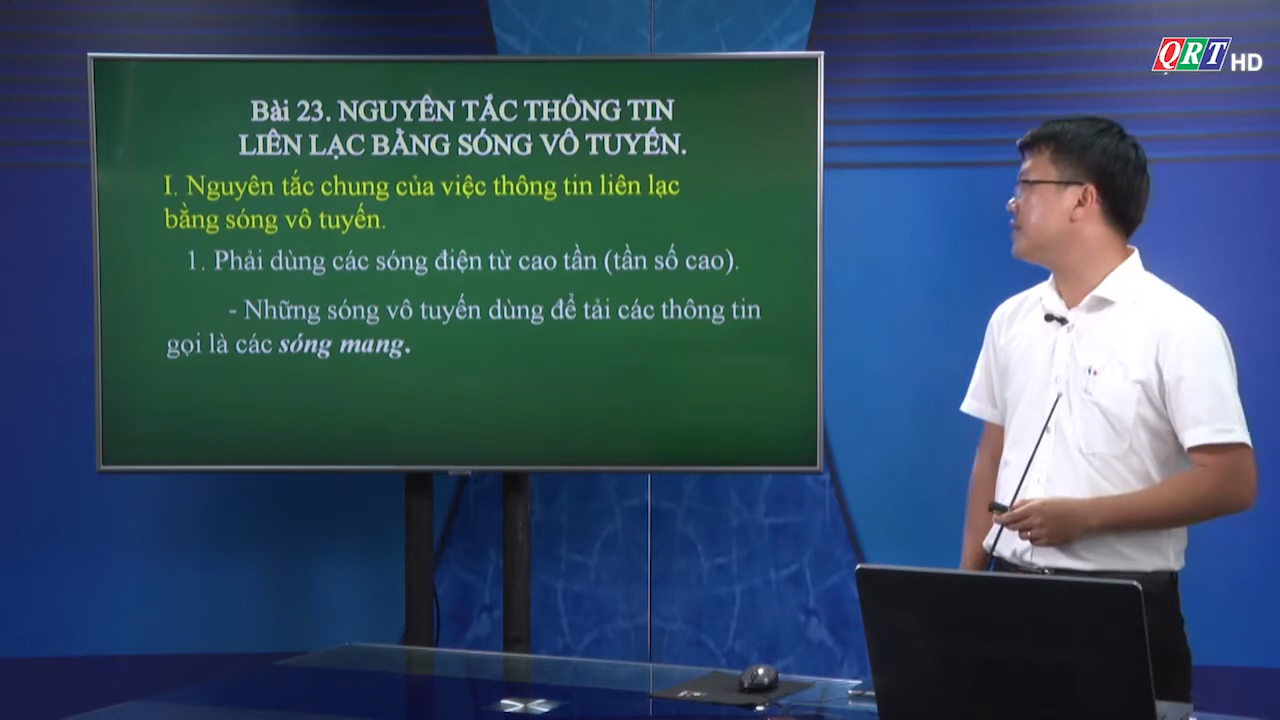 QRT HD
Bài 23. NGUYÊN TẮC THÔNG TIN
LIÊN LẠC BẰNG SÓNG VÔ TUYẾN.
I. Nguyên tắc chung của việc thông tin liên lạc
bằng sóng vô tuyến.
1. Phải dùng các sóng điện từ cao tần (tần số cao).
- Những sóng vô tuyến dùng để tải các thông tin
gọi là các sóng mang.